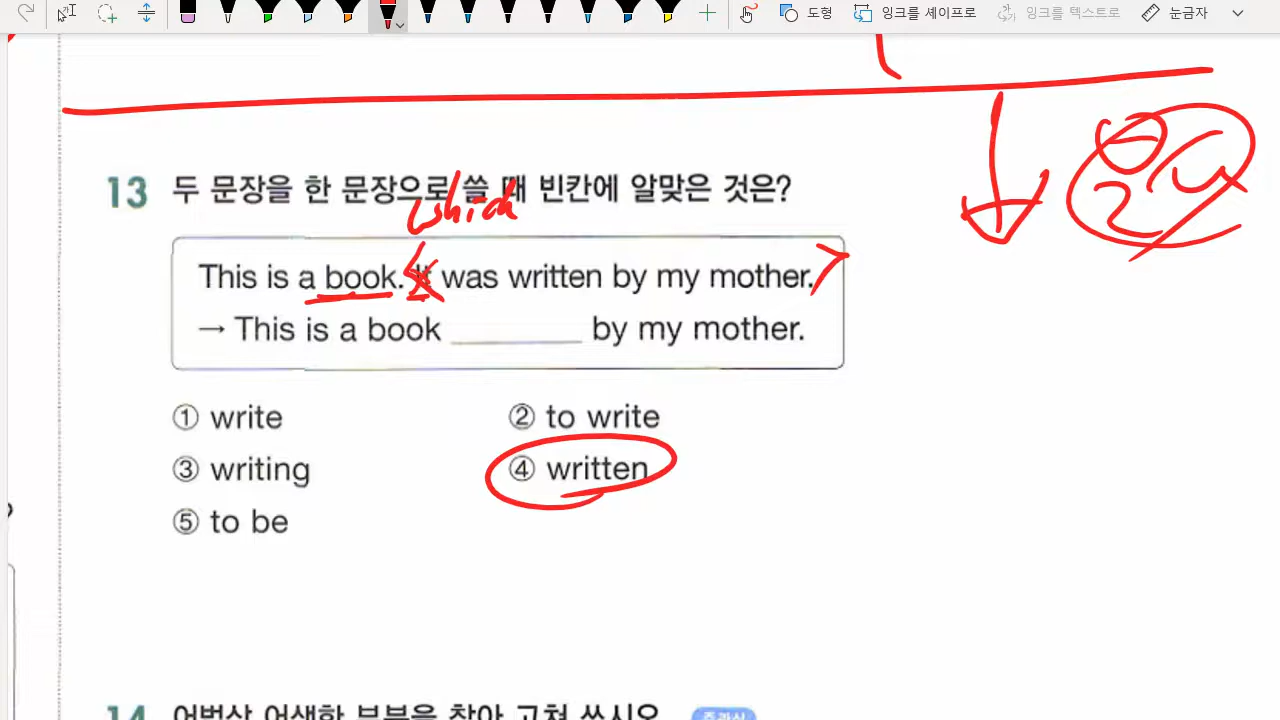 도형 잉크를 셰이프로 잉크를 텍스트로 눈금자
13 두 문장을 한 문장으로 쓸 때 빈칸에 알맞은 것은?
which
This is a book. It was written by my mother.
→ This is a book ________ by my mother.
① write ② to write
③ writing ④ written
⑤ to be